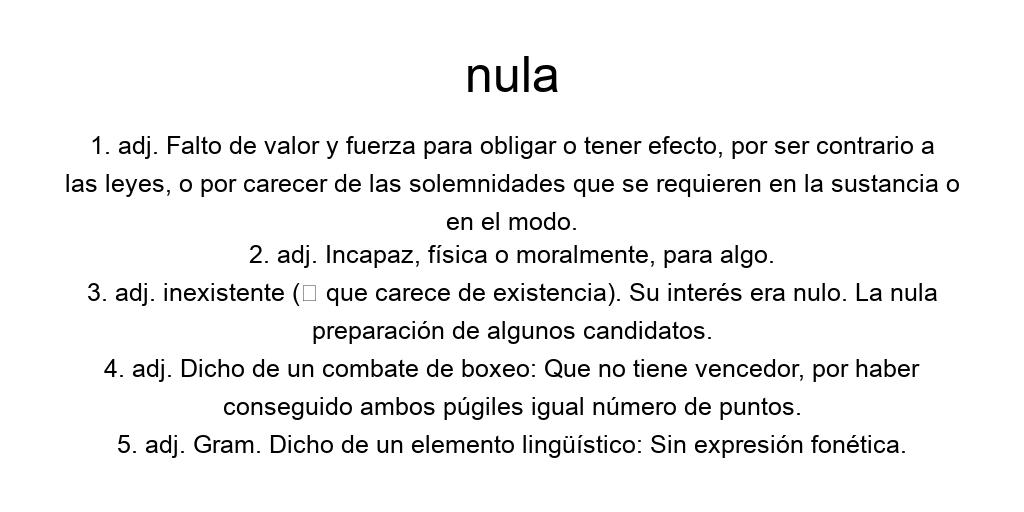 nula
1. adj. Falto de valor y fuerza para obligar o tener efecto, por ser contrario a
las leyes, o por carecer de las solemnidades que se requieren en la sustancia o
en el modo.
2. adj. Incapaz, física o moralmente, para algo.
3. adj. inexistente (▯ que carece de existencia). Su interés era nulo. La nula
preparación de algunos candidatos.
4. adj. Dicho de un combate de boxeo: Que no tiene vencedor, por haber
conseguido ambos púgiles igual número de puntos.
5. adj. Gram. Dicho de un elemento lingüístico: Sin expresión fonética.